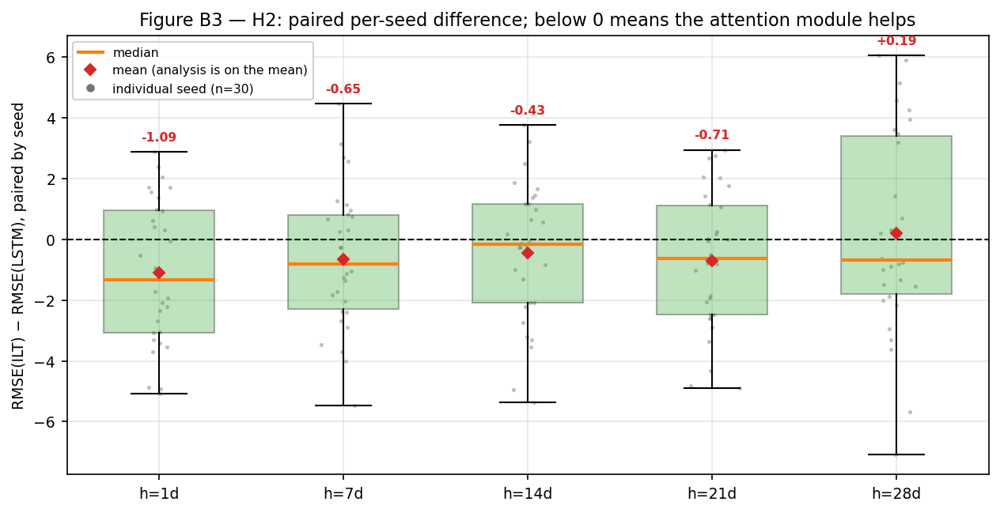 Figure B3 — H2: paired per-seed difference; below 0 means the attention module helps
median
mean (analysis is on the mean)
individual seed (n=30)
-1.09
-0.65
-0.43
-0.71
+0.19
RMSE(ILT) − RMSE(LSTM), paired by seed
6
4
2
0
−2
−4
−6
h=1d
h=7d
h=14d
h=21d
h=28d